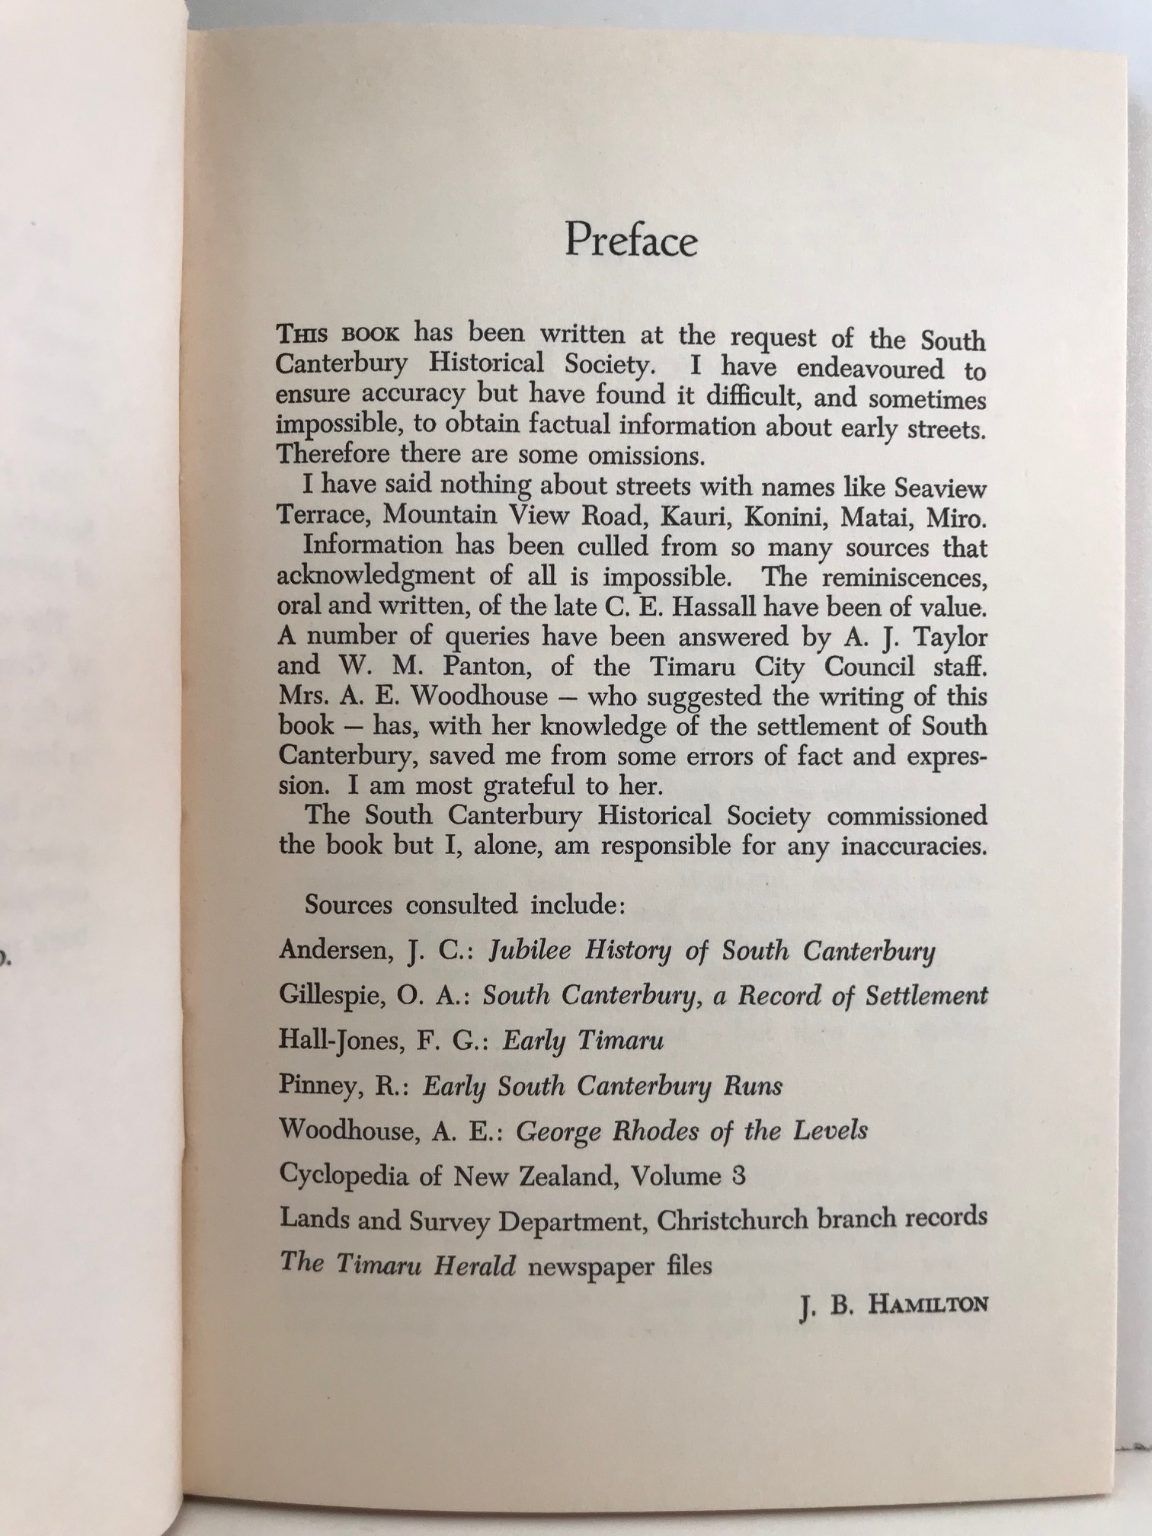 Preface
THIS BOOK has been written at the request of the South
Canterbury Historical Society. I have endeavoured to
ensure accuracy but have found it difficult, and sometimes
impossible, to obtain factual information about early streets.
Therefore there are some omissions.
I have said nothing about streets with names like Seaview
Terrace, Mountain View Road, Kauri, Konini, Matai, Miro.
Information has been culled from so many sources that
acknowledgment of all is impossible. The reminiscences,
oral and written, of the late C. E. Hassall have been of value.
A number of queries have been answered by A. J. Taylor
and W. M. Panton, of the Timaru City Council staff.
Mrs. A. E. Woodhouse — who suggested the writing of this
book — has, with her knowledge of the settlement of South
Canterbury, saved me from some errors of fact and expres-
sion. I am most grateful to her.
The South Canterbury Historical Society commissioned
the book but I, alone, am responsible for any inaccuracies.
Sources consulted include:
Andersen, J. C.: Jubilee History of South Canterbury
Gillespie, O. A.: South Canterbury, a Record of Settlement
Hall-Jones, F. G.: Early Timaru
Pinney, R.: Early South Canterbury Runs
Woodhouse, A. E.: George Rhodes of the Levels
Cyclopedia of New Zealand, Volume 3
Lands and Survey Department, Christchurch branch records
The Timaru Herald newspaper files
J. B. HAMILTON